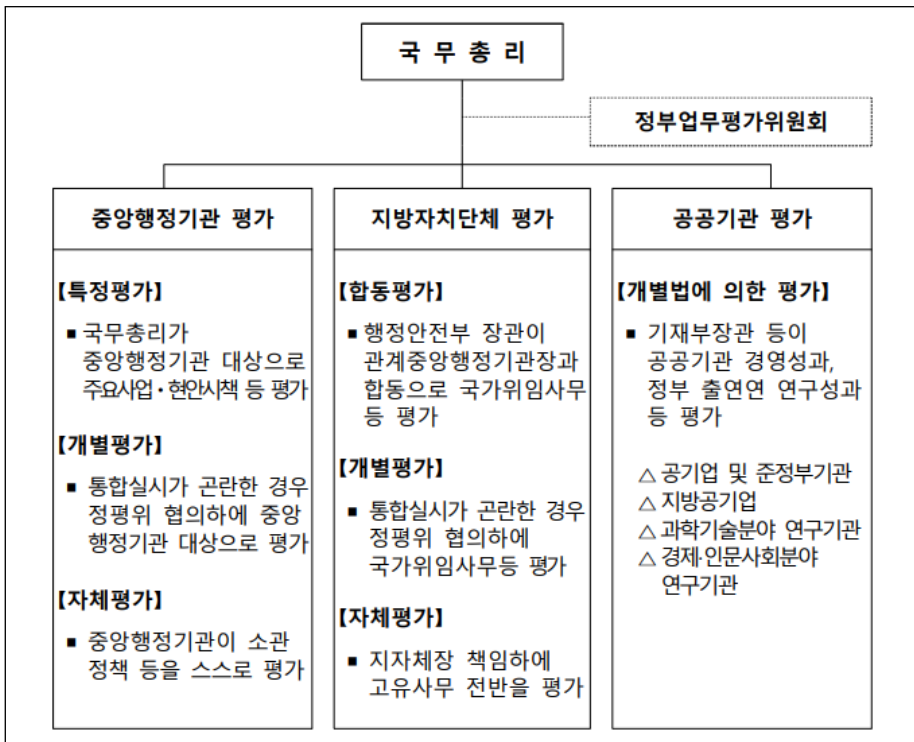 국 무 총 리
정부업무평가위원회
중앙행정기관 평가
【특정평가】
■ 국무총리가
중앙행정기관 대상으로
주요사업·현안시책 등 평가
【개별평가】
■ 통합실시가 곤란한 경우
정평위 협의하에 중앙
행정기관 대상으로 평가
【자체평가】
■ 중앙행정기관이 소관
정책 등을 스스로 평가
지방자치단체 평가
【합동평가】
■ 행정안전부 장관이
관계중앙행정기관장과
합동으로 국가위임사무
등 평가
【개별평가】
■ 통합실시가 곤란한 경우
정평위 협의하에
국가위임사무등 평가
【자체평가】
■ 지자체장 책임하에
고유사무 전반을 평가
공공기관 평가
【개별법에 의한 평가】
■ 기재부장관 등이
공공기관 경영성과,
정부 출연연 연구성과
등 평가
△ 공기업 및 준정부기관
△ 지방공기업
△ 과학기술분야 연구기관
△ 경제·인문사회분야
연구기관